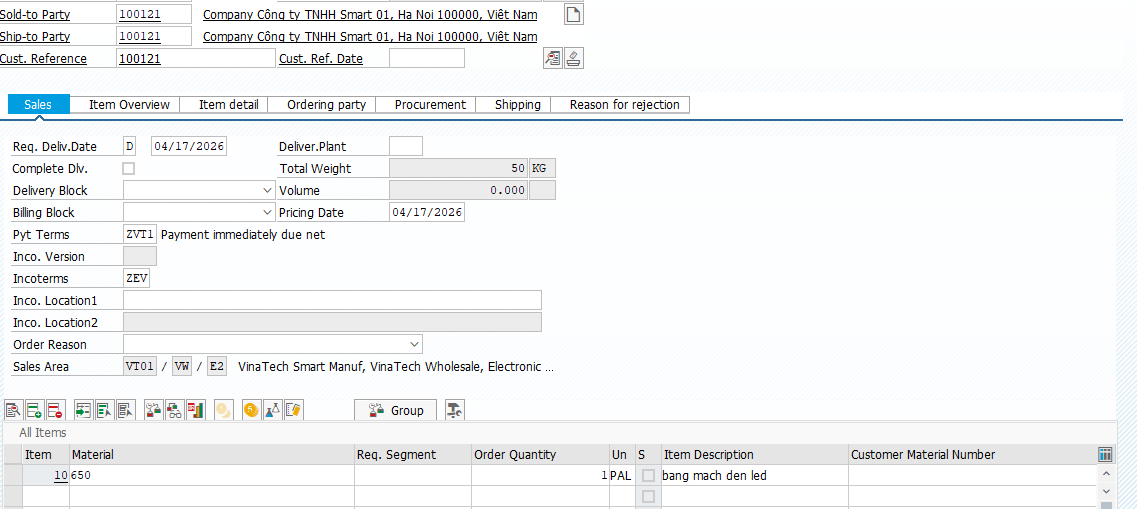 Sold-to Party 100121 Company Công ty TNHH Smart 01, Ha Noi 100000, Viêt Nam
Ship-to Party 100121 Company Công ty TNHH Smart 01, Ha Noi 100000, Viêt Nam
Cust. Reference 100121 Cust. Ref. Date
Sales Item Overview Item detail Ordering party Procurement Shipping Reason for rejection
Req. Deliv.Date D 04/17/2026 Deliver.Plant
Complete Dlv. Total Weight 50 KG
Delivery Block Volume 0.000
Billing Block Pricing Date 04/17/2026
Pyt Terms ZVT1 Payment immediately due net
Inco. Version
Incoterms ZEV
Inco. Location1
Inco. Location2
Order Reason
Sales Area VT01 / VW / E2 VinaTech Smart Manuf, VinaTech Wholesale, Electronic ...
Group
All Items
Item Material Req. Segment Order Quantity Un S Item Description Customer Material Number
10 650 1 PAL bang mach den led